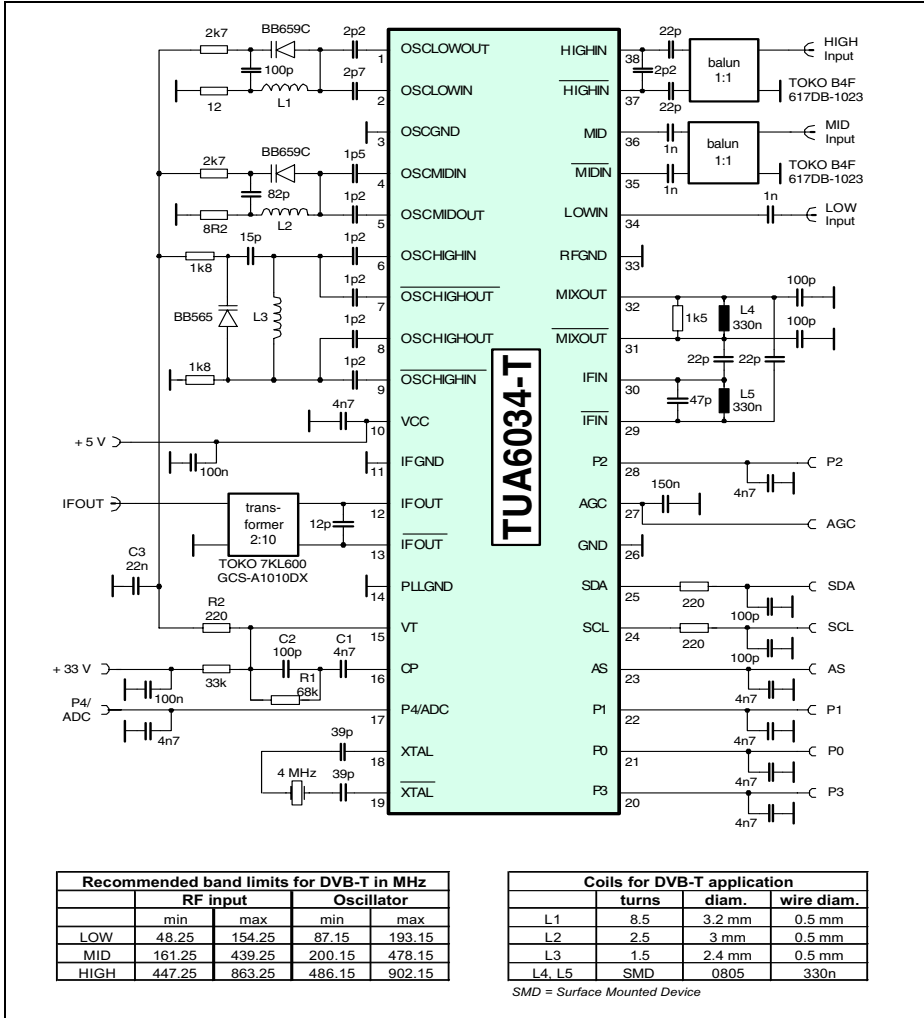 BB659C
2k7
2p2
100p
2p7
12
L1
OSCLOWOUT
1
OSCLOWIN
2
OSCGND
3
BB659C
2k7
1p5
82p
1p2
8R2
L2
OSCMIDIN
4
OSCMIDOUT
5
15p
1p2
1k8
1p2
BB565
L3
1p2
1k8
1p2
OSCHIGHIN
6
OSCHIGHOUT
7
OSCHIGHOUT
8
OSCHIGHIN
9
4n7
VCC
10
+ 5 V
100n
IFGND
11
IFOUT
trans-
former
2:10
12p
IFOUT
12
IFOUT
13
TOKO 7KL600
GCS-A1010DX
C3
22n
PLLGND
14
R2
220
VT
15
C2
100p
C1
4n7
+ 33 V
33k
R1
68k
100n
CP
16
P4/
ADC
4n7
P4/ADC
17
39p
XTAL
18
4 MHz
39p
XTAL
19
TUA6034-T
HIGHIN
38
22p
2p2
HIGHIN
37
22p
balun
1:1
HIGH
Input
TOKO B4F
617DB-1023
MID
36
1n
MIDIN
35
1n
balun
1:1
MID
Input
TOKO B4F
617DB-1023
LOWIN
34
1n
LOW
Input
RFGND
33
MIXOUT
32
100p
1k5
L4
330n
MIXOUT
31
100p
22p
22p
IFIN
30
47p
L5
330n
IFIN
29
P2
28
4n7
P2
AGC
27
150n
AGC
GND
26
SDA
25
220
100p
SDA
SCL
24
220
100p
SCL
AS
23
4n7
AS
P1
22
4n7
P1
P0
21
4n7
P0
P3
20
4n7
P3
Recommended band limits for DVB-T in MHz
RF input Oscillator
min max min max
LOW 48.25 154.25 87.15 193.15
MID 161.25 439.25 200.15 478.15
HIGH 447.25 863.25 486.15 902.15
Coils for DVB-T application
turns diam. wire diam.
L1 8.5 3.2 mm 0.5 mm
L2 2.5 3 mm 0.5 mm
L3 1.5 2.4 mm 0.5 mm
L4, L5 SMD 0805 330n
SMD = Surface Mounted Device